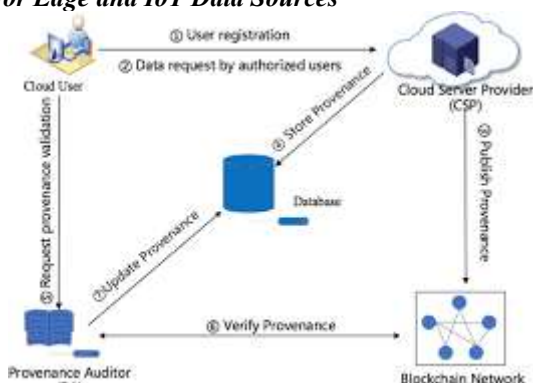 or Edge and IoT Data Sources
① User registration
② Data request by authorized users
Cloud User
Cloud Server Provider
(CSP)
④ Store Provenance
③ Publish Provenance
⑤ Request provenance validation
Database
⑦Update Provenance
⑥ Verify Provenance
Provenance Auditor
Blockchain Network